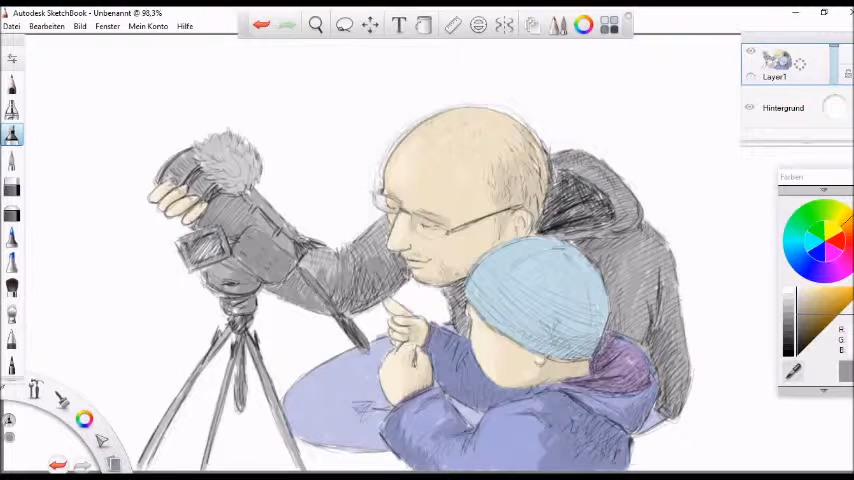 Autodesk SketchBook - Unbenannt @ 98,3%
Datei Bearbeiten Bild Fenster Mein Konto Hilfe
T
Layer1
Hintergrund
Farben
R:
G:
B: